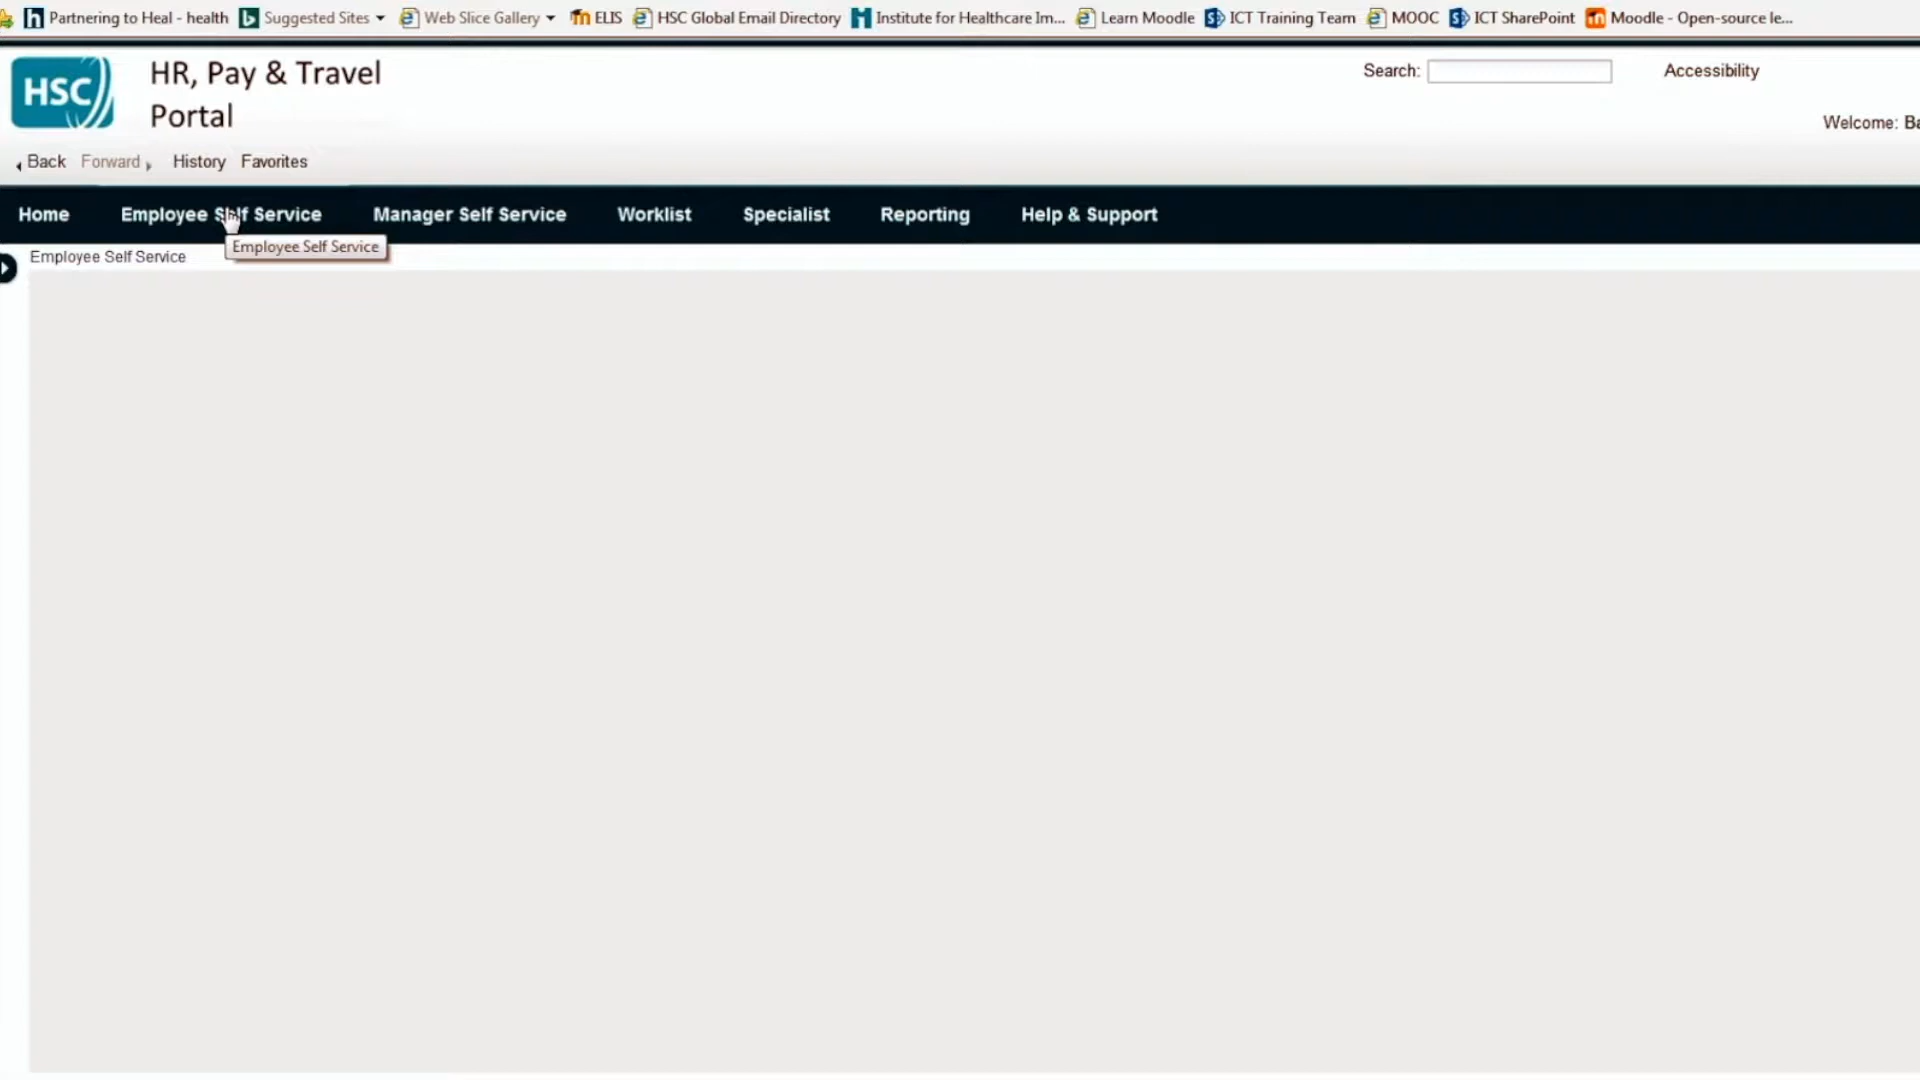 Partnering to Heal - health Suggested Sites Web Slice Gallery ELIS HSC Global Email Directory Institute for Healthcare Im... Learn Moodle ICT Training Team MOOC ICT SharePoint Moodle - Open-source le...
HSC
HR, Pay & Travel
Portal
Search:
Accessibility
Welcome: Ba
Back Forward History Favorites
Home Employee Self Service Manager Self Service Worklist Specialist Reporting Help & Support
Employee Self Service
Employee Self Service